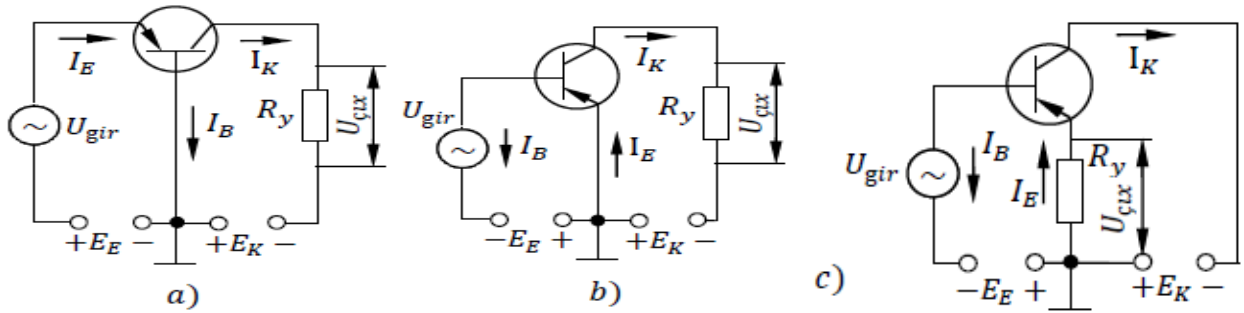 I_E I_K
U_gir I_B R_y U_çıx
+E_E − +E_K −
a)
I_K
U_gir I_B I_E R_y U_çıx
−E_E + +E_K −
b)
I_K
U_gir I_B I_E R_y U_çıx
−E_E + +E_K −
c)